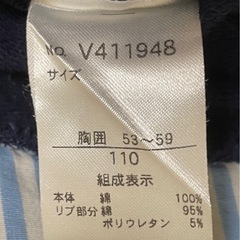 No. V411948
サイズ
胸囲 53～59
110
組成表示
本体 綿 100%
リブ部分 綿 95%
ポリウレタン 5%